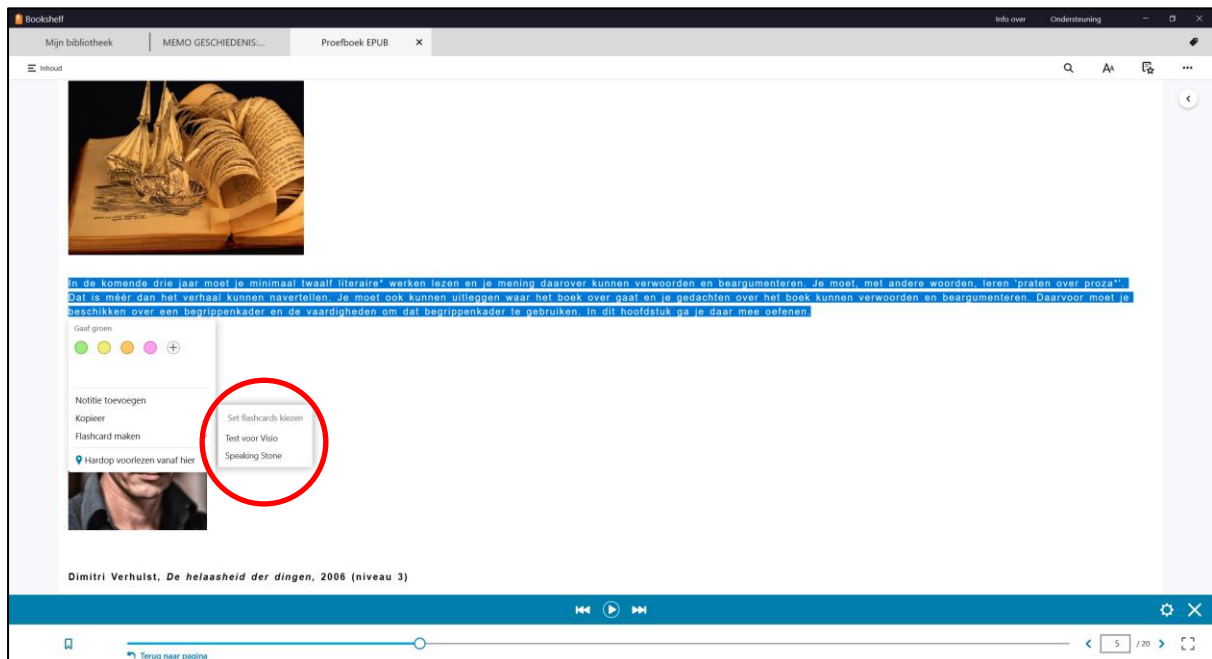 Bookshelf
Info over
Ondersteuning
Mijn bibliotheek
MEMO GESCHIEDENIS:...
Proefboek EPUB
Inhoud
In de komende drie jaar moet je minimaal twaalf literaire* werken lezen en je mening daarover kunnen verwoorden en beargumenteren. Je moet, met andere woorden, leren 'praten over proza*'.
Dat is méér dan het verhaal kunnen navertellen. Je moet ook kunnen uitleggen waar het boek over gaat en je gedachten over het boek kunnen verwoorden en beargumenteren. Daarvoor moet je
beschikken over een begrippenkader en de vaardigheden om dat begrippenkader te gebruiken. In dit hoofdstuk ga je daar mee oefenen.
Gaaf groen
Notitie toevoegen
Kopieer
Flashcard maken
Hardop voorlezen vanaf hier
Set flashcards kiezen
Test voor Visio
Speaking Stone
Dimitri Verhulst, De helaasheid der dingen, 2006 (niveau 3)
Terug naar pagina
5 / 20